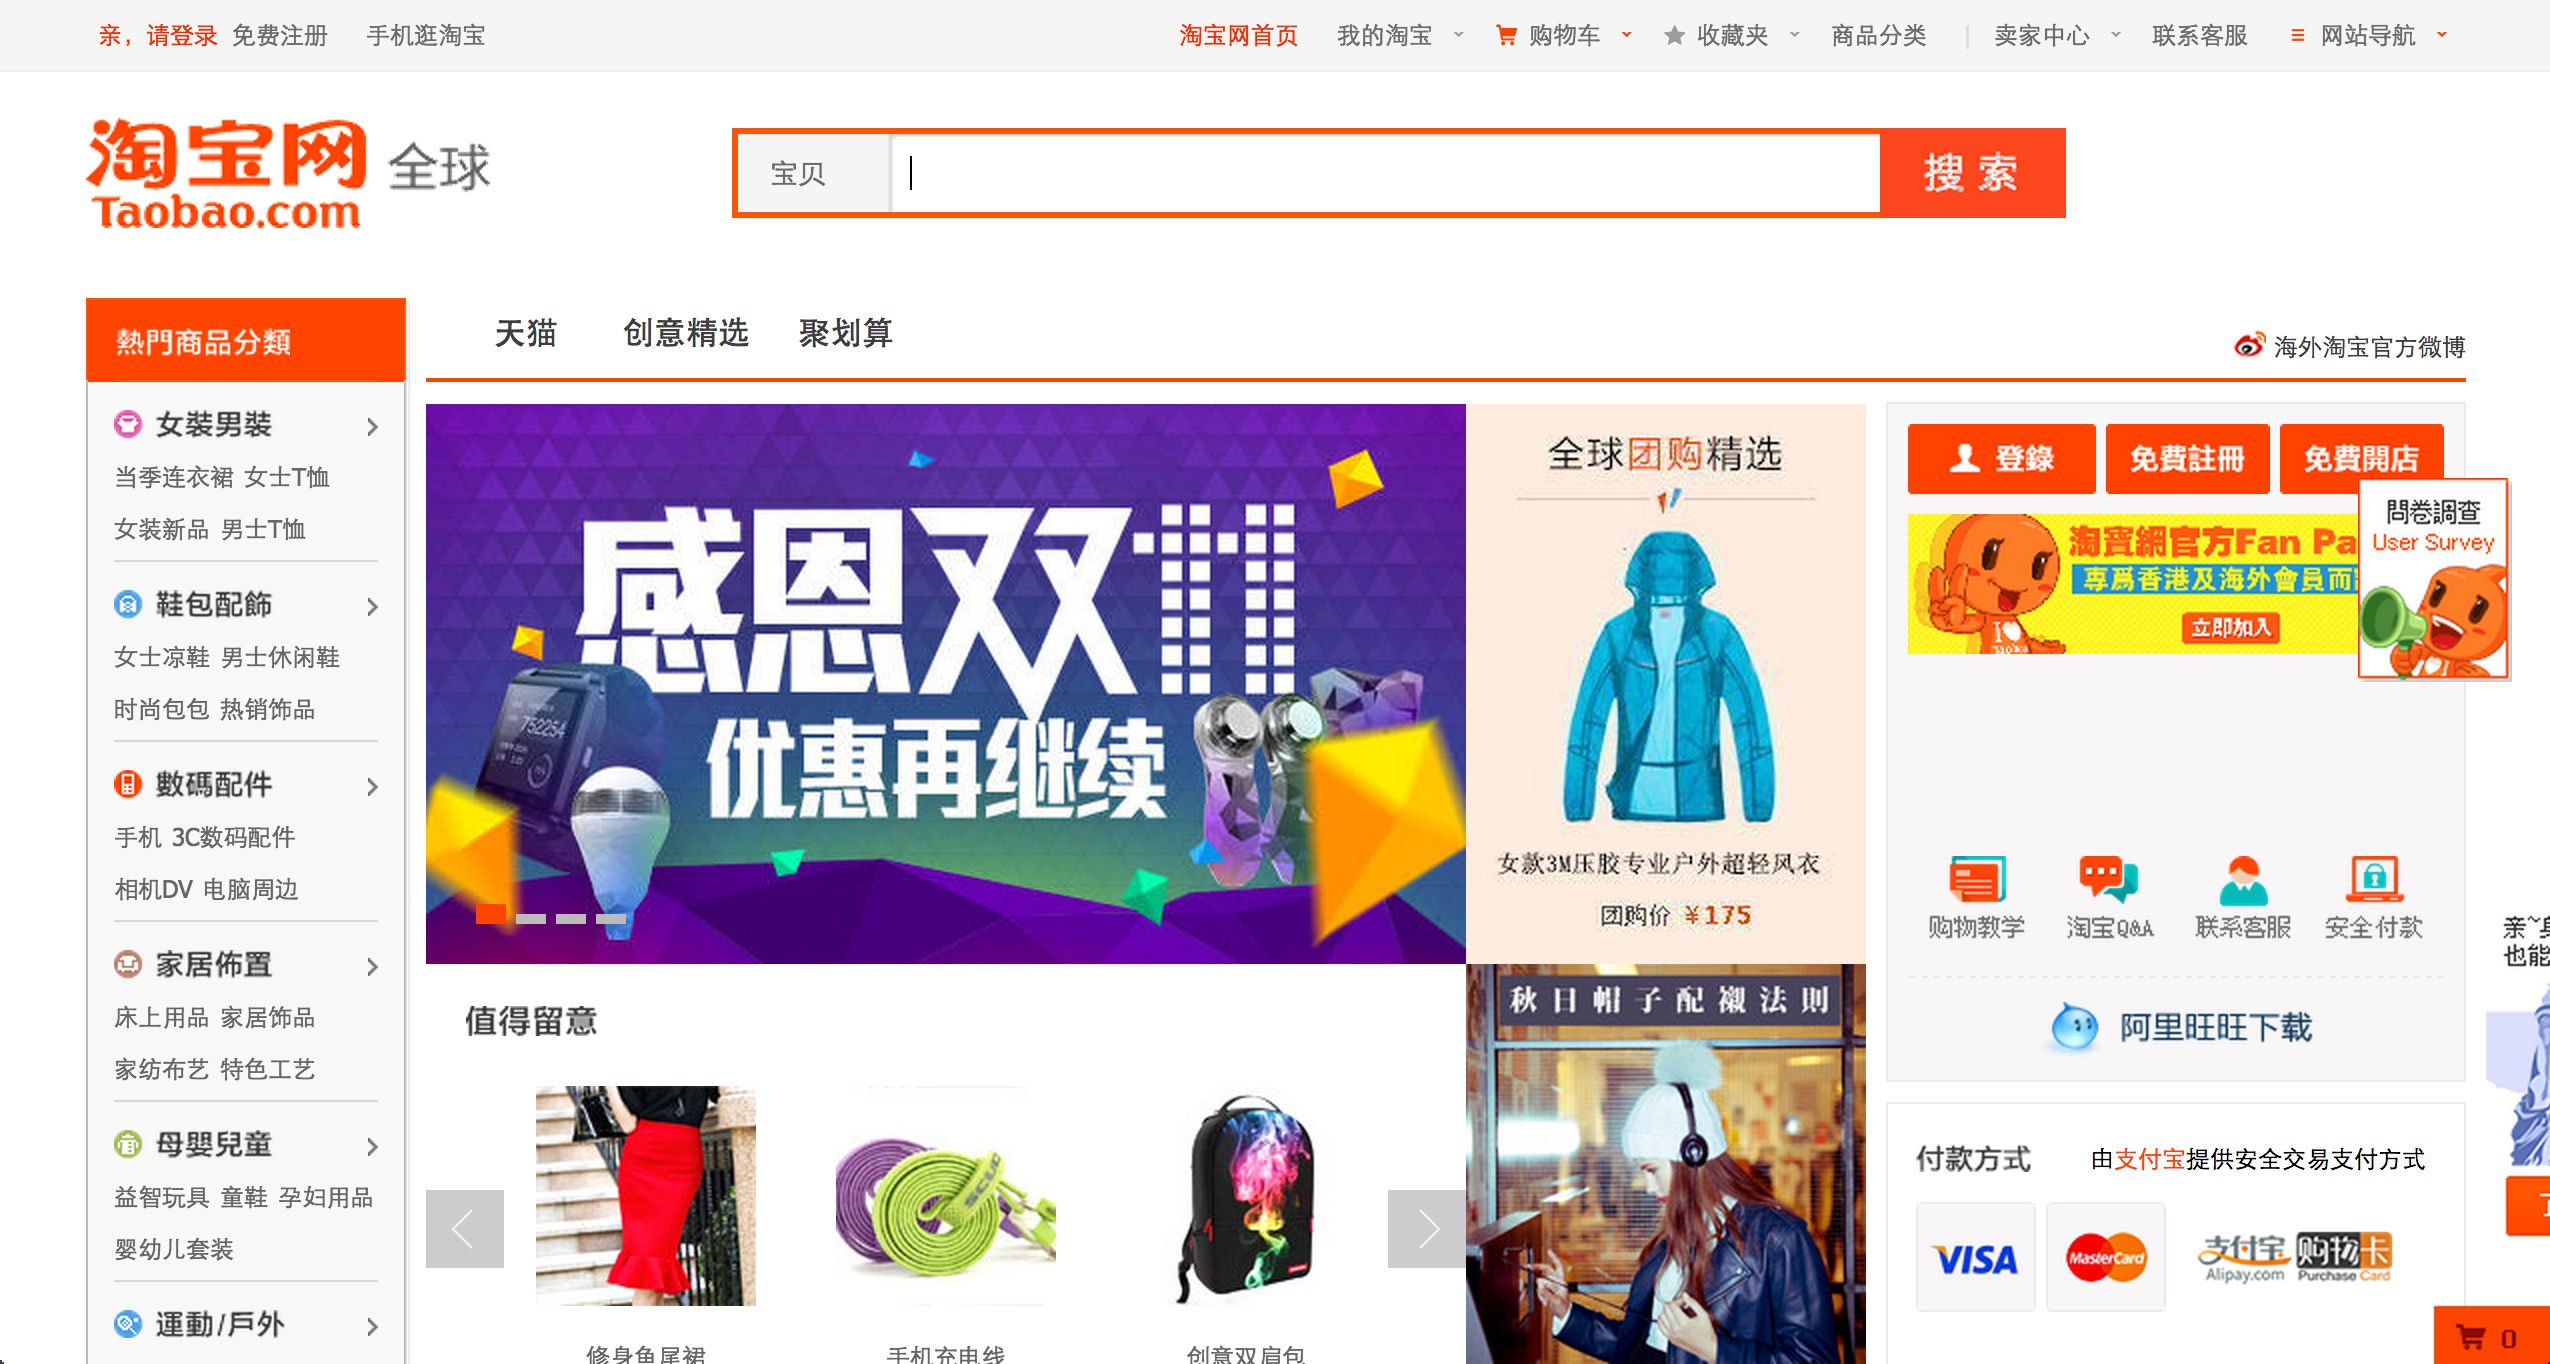 亲，请登录 免费注册 手机逛淘宝
淘宝网首页 我的淘宝 购物车 收藏夹 商品分类 卖家中心 联系客服 网站导航
淘宝网 全球
Taobao.com
宝贝
搜 索
熱門商品分類
天猫 创意精选 聚划算
海外淘宝官方微博
女裝男裝
当季连衣裙 女士T恤
女装新品 男士T恤
鞋包配飾
女士凉鞋 男士休闲鞋
时尚包包 热销饰品
數碼配件
手机 3C数码配件
相机DV 电脑周边
家居佈置
床上用品 家居饰品
家纺布艺 特色工艺
母嬰兒童
益智玩具 童鞋 孕妇用品
婴幼儿套装
運動/戶外
感恩双11
优惠再继续
752254
全球团购精选
女款3M压胶专业户外超轻风衣
团购价 ￥175
登錄 免費註冊 免費開店
淘寶網官方Fan Pa
專爲香港及海外會員而
立即加入
I
Taobao
問卷調查
User Survey
购物教学 淘宝Q&A 联系客服 安全付款
阿里旺旺下载
亲~
也能
值得留意
SCUD
修身鱼尾裙 手机充电线 创意双肩包
秋日帽子配襯法則
付款方式 由支付宝提供安全交易支付方式
VISA MasterCard 支付宝 购物卡
Alipay.com Purchase Card
0